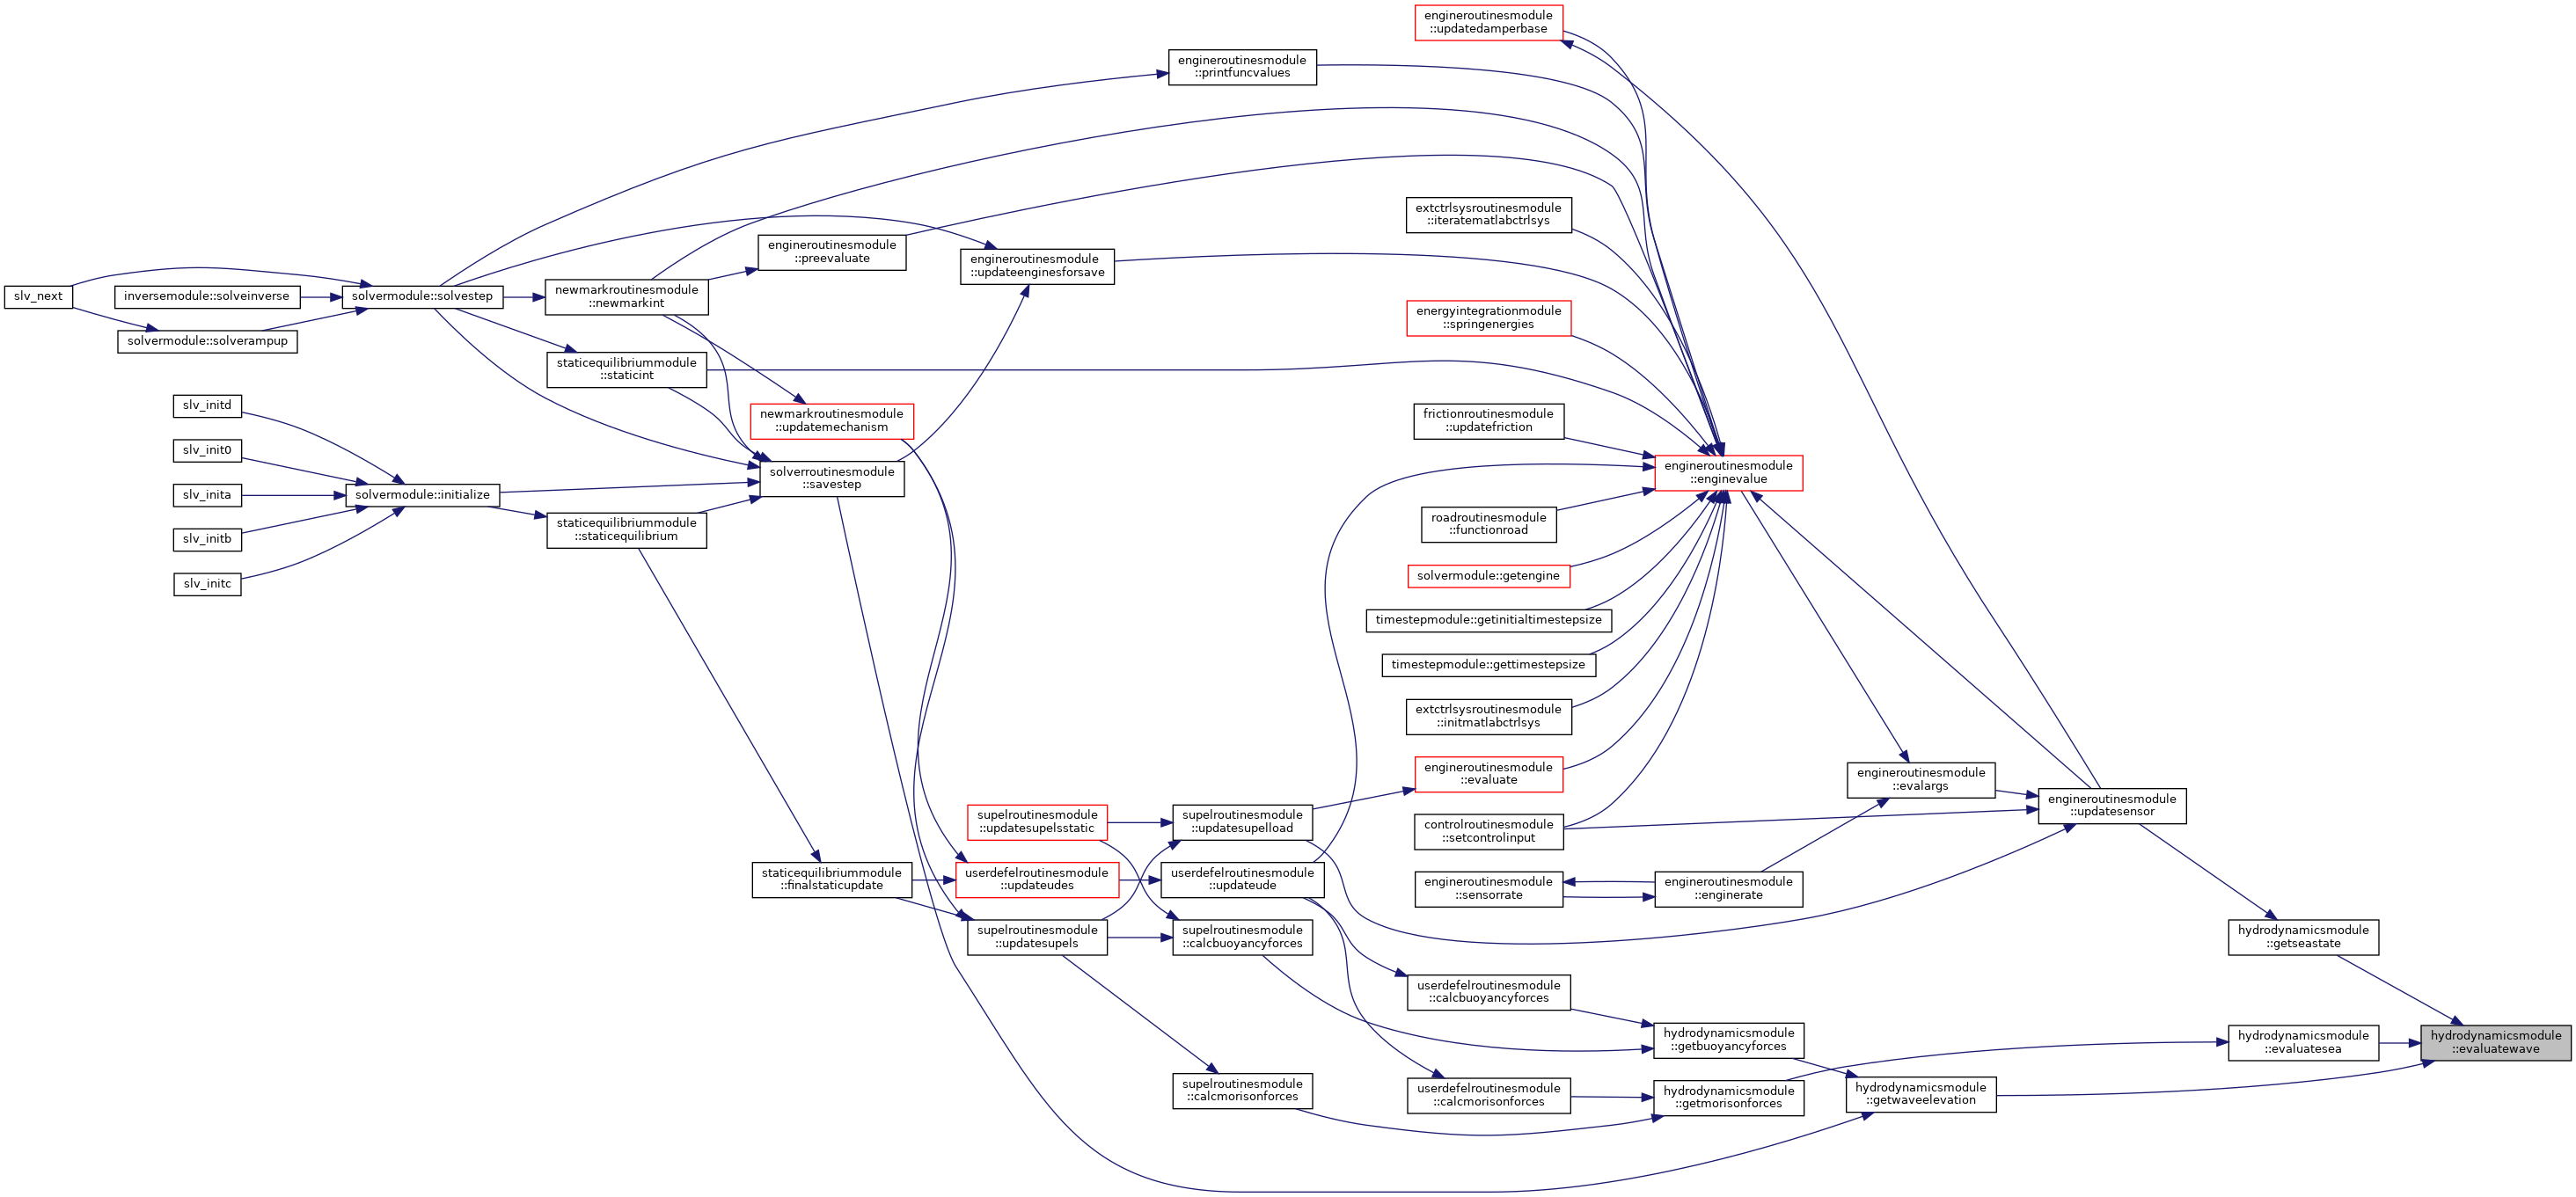 engineroutinesmodule
::updatedamperbase
engineroutinesmodule
::printfuncvalues
extctrlsysroutinesmodule
::iteratematlabctrlsys
engineroutinesmodule
::preevaluate
engineroutinesmodule
::updateenginesforsave
slv_next
inversemodule::solveinverse
solvermodule::solvestep
newmarkroutinesmodule
::newmarkint
energyintegrationmodule
::springenergies
solvermodule::solverampup
staticequilibriummodule
::staticint
slv_initd
newmarkroutinesmodule
::updatemechanism
frictionroutinesmodule
::updatefriction
slv_init0
solverroutinesmodule
::savestep
engineroutinesmodule
::enginevalue
slv_inita
solvermodule::initialize
staticequilibriummodule
::staticequilibrium
roadroutinesmodule
::functionroad
slv_initb
slv_initc
solvermodule::getengine
timestepmodule::getinitialtimestepsize
timestepmodule::gettimestepsize
extctrlsysroutinesmodule
::initmatlabctrlsys
engineroutinesmodule
::evaluate
engineroutinesmodule
::evalargs
engineroutinesmodule
::updatesensor
supelroutinesmodule
::updatesupelsstatic
supelroutinesmodule
::updatesupelload
controlroutinesmodule
::setcontrolinput
staticequilibriummodule
::finalstaticupdate
userdefelroutinesmodule
::updateudes
userdefelroutinesmodule
::updateude
engineroutinesmodule
::sensorrate
engineroutinesmodule
::enginerate
supelroutinesmodule
::updatesupels
supelroutinesmodule
::calcbuoyancyforces
hydrodynamicsmodule
::getseastate
userdefelroutinesmodule
::calcbuoyancyforces
hydrodynamicsmodule
::getbuoyancyforces
hydrodynamicsmodule
::evaluatesea
hydrodynamicsmodule
::evaluatewave
supelroutinesmodule
::calcmorisonforces
userdefelroutinesmodule
::calcmorisonforces
hydrodynamicsmodule
::getmorisonforces
hydrodynamicsmodule
::getwaveelevation